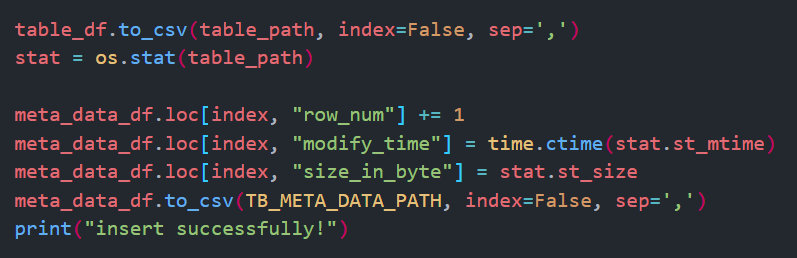 table_df.to_csv(table_path, index=False, sep=',')
stat = os.stat(table_path)
meta_data_df.loc[index, "row_num"] += 1
meta_data_df.loc[index, "modify_time"] = time.ctime(stat.st_mtime)
meta_data_df.loc[index, "size_in_byte"] = stat.st_size
meta_data_df.to_csv(TB_META_DATA_PATH, index=False, sep=',')
print("insert successfully!")